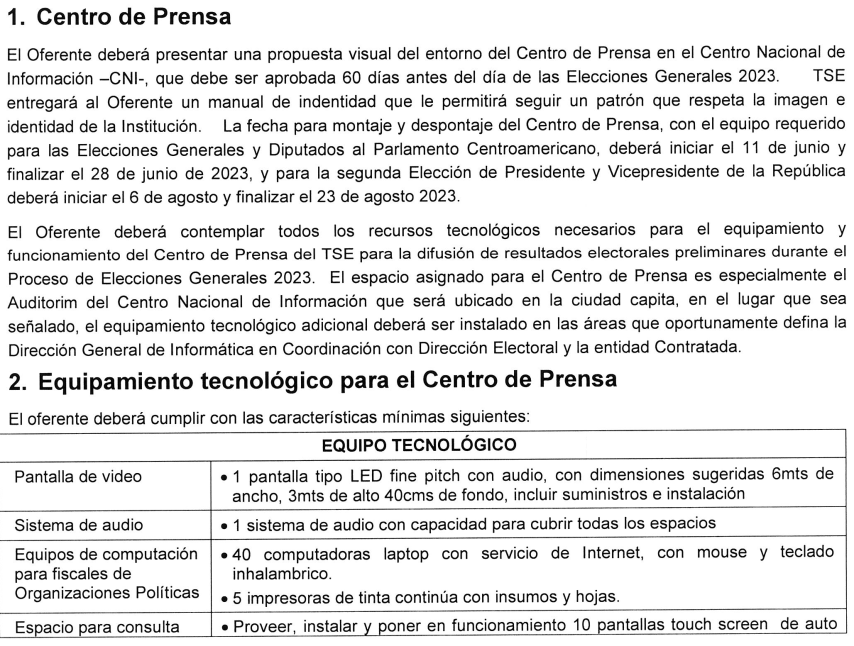 1. Centro de Prensa
El Oferente deberá presentar una propuesta visual del entorno del Centro de Prensa en el Centro Nacional de
Información –CNI-, que debe ser aprobada 60 días antes del día de las Elecciones Generales 2023. TSE
entregará al Oferente un manual de indentidad que le permitirá seguir un patrón que respeta la imagen e
identidad de la Institución. La fecha para montaje y despontaje del Centro de Prensa, con el equipo requerido
para las Elecciones Generales y Diputados al Parlamento Centroamericano, deberá iniciar el 11 de junio y
finalizar el 28 de junio de 2023, y para la segunda Elección de Presidente y Vicepresidente de la República
deberá iniciar el 6 de agosto y finalizar el 23 de agosto 2023.
El Oferente deberá contemplar todos los recursos tecnológicos necesarios para el equipamiento y
funcionamiento del Centro de Prensa del TSE para la difusión de resultados electorales preliminares durante el
Proceso de Elecciones Generales 2023. El espacio asignado para el Centro de Prensa es especialmente el
Auditorim del Centro Nacional de Información que será ubicado en la ciudad capita, en el lugar que sea
señalado, el equipamiento tecnológico adicional deberá ser instalado en las áreas que oportunamente defina la
Dirección General de Informática en Coordinación con Dirección Electoral y la entidad Contratada.
2. Equipamiento tecnológico para el Centro de Prensa
El oferente deberá cumplir con las características mínimas siguientes:
EQUIPO TECNOLÓGICO
Pantalla de video
• 1 pantalla tipo LED fine pitch con audio, con dimensiones sugeridas 6mts de
ancho, 3mts de alto 40cms de fondo, incluir suministros e instalación
Sistema de audio
• 1 sistema de audio con capacidad para cubrir todas los espacios
Equipos de computación
para fiscales de
Organizaciones Políticas
• 40 computadoras laptop con servicio de Internet, con mouse y teclado
inhalambrico.
• 5 impresoras de tinta continúa con insumos y hojas.
Espacio para consulta
• Proveer, instalar y poner en funcionamiento 10 pantallas touch screen de auto